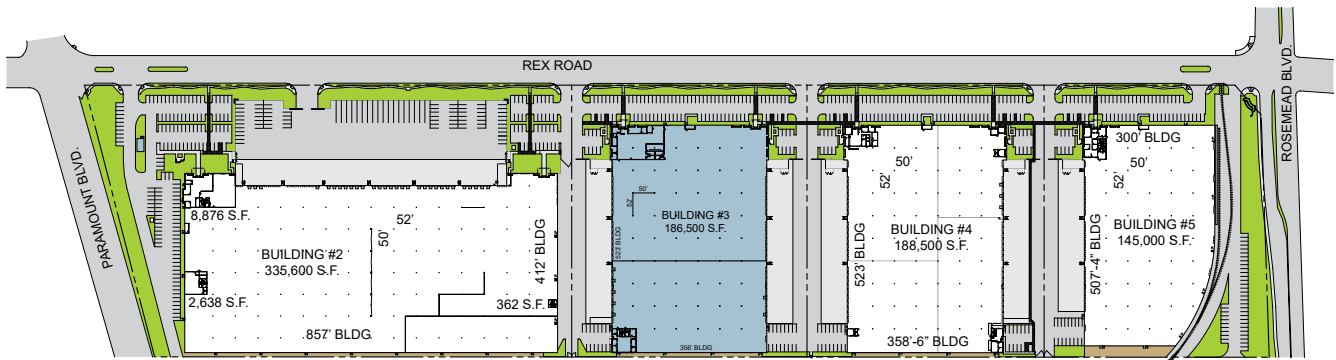 REX ROAD
PARAMOUNT BLVD.
ROSEMEAD BLVD.
8,876 S.F.
52'
50'
BUILDING #2
335,600 S.F.
412' BLDG
2,638 S.F.
362 S.F.
857' BLDG
50'
52'
BUILDING #3
186,500 S.F.
523' BLDG
356' BLDG
50'
52'
BUILDING #4
188,500 S.F.
523' BLDG
358'-6" BLDG
300' BLDG
50'
52'
BUILDING #5
145,000 S.F.
507'-4" BLDG